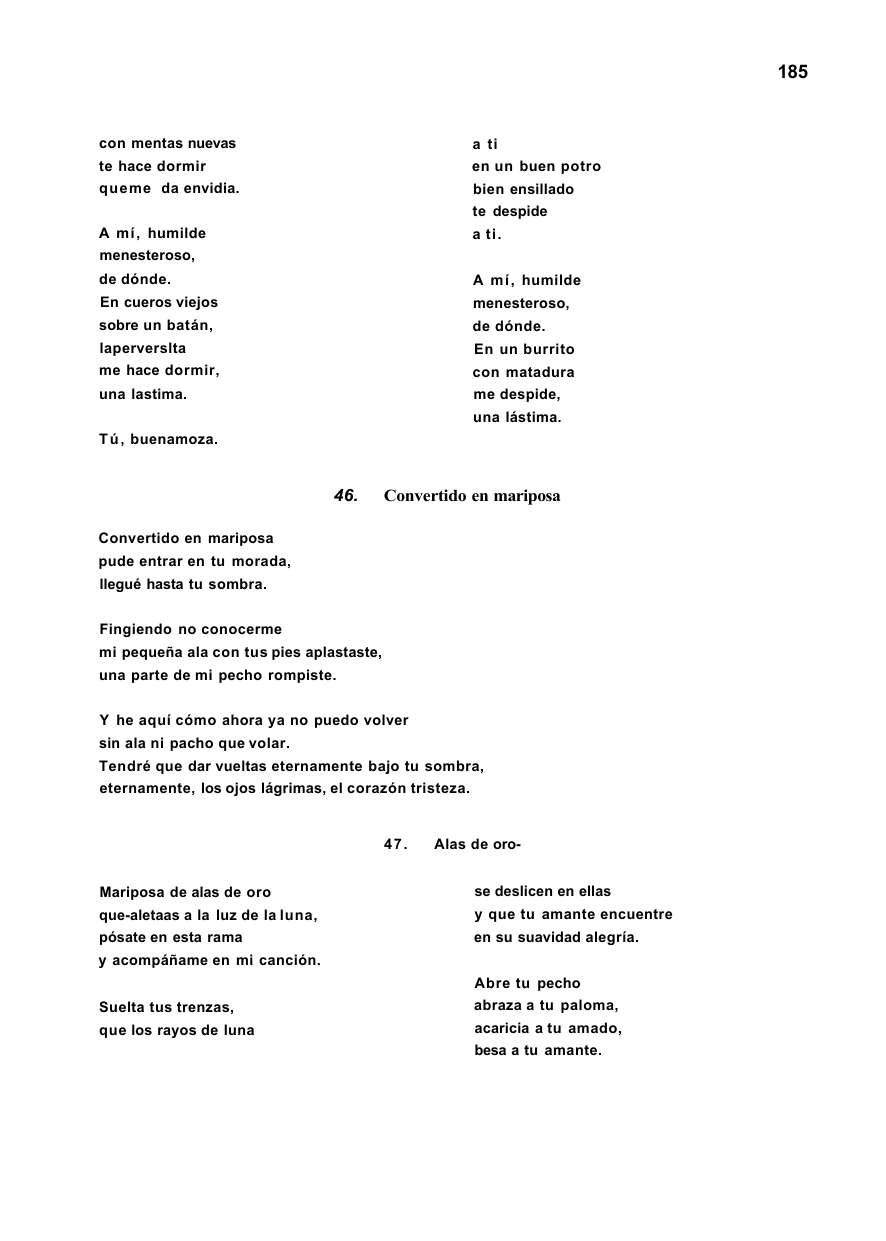 185
con mentas nuevas
te hace dormir
queme da envidia.
A mí, humilde
menesteroso,
de dónde.
En cueros viejos
sobre un batán,
laperverslta
me hace dormir,
una lastima.
Tú, buenamoza.
a ti
en un buen potro
bien ensillado
te despide
a ti.
A mí, humilde
menesteroso,
de dónde.
En un burrito
con matadura
me despide,
una lástima.
46. Convertido en mariposa
Convertido en mariposa
pude entrar en tu morada,
llegué hasta tu sombra.
Fingiendo no conocerme
mi pequeña ala con tus pies aplastaste,
una parte de mi pecho rompiste.
Y he aquí cómo ahora ya no puedo volver
sin ala ni pacho que volar.
Tendré que dar vueltas eternamente bajo tu sombra,
eternamente, los ojos lágrimas, el corazón tristeza.
47. Alas de oro-
Mariposa de alas de oro
que-aletaas a la luz de la luna,
pósate en esta rama
y acompáñame en mi canción.
Suelta tus trenzas,
que los rayos de luna
se deslicen en ellas
y que tu amante encuentre
en su suavidad alegría.
Abre tu pecho
abraza a tu paloma,
acaricia a tu amado,
besa a tu amante.